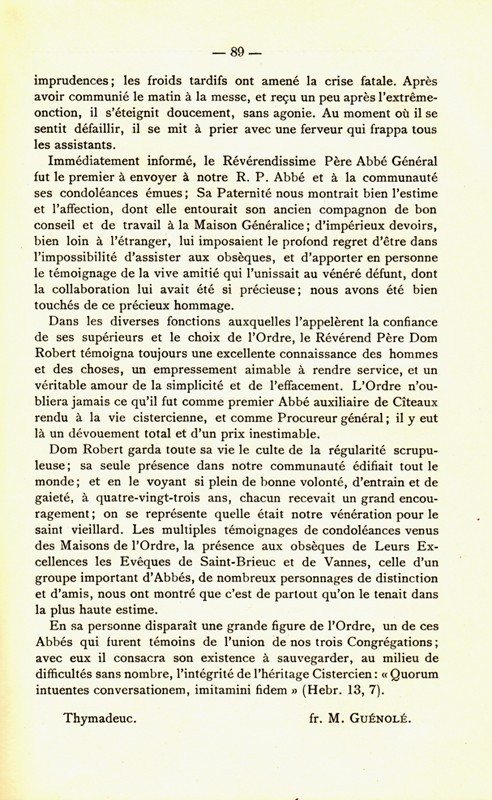 — 89 —
imprudences; les froids tardifs ont amené la crise fatale. Après
avoir communié le matin à la messe, et reçu un peu après l'extrême-
onction, il s'éteignit doucement, sans agonie. Au moment où il se
sentit défaillir, il se mit à prier avec une ferveur qui frappa tous
les assistants.
Immédiatement informé, le Révérendissime Père Abbé Général
fut le premier à envoyer à notre R. P. Abbé et à la communauté
ses condoléances émues; Sa Paternité nous montrait bien l'estime
et l'affection, dont elle entourait son ancien compagnon de bon
conseil et de travail à la Maison Généralice; d'impérieux devoirs,
bien loin à l'étranger, lui imposaient le profond regret d'être dans
l'impossibilité d'assister aux obsèques, et d'apporter en personne
le témoignage de la vive amitié qui l'unissait au vénéré défunt, dont
la collaboration lui avait été si précieuse; nous avons été bien
touchés de ce précieux hommage.
Dans les diverses fonctions auxquelles l'appelèrent la confiance
de ses supérieurs et le choix de l'Ordre, le Révérend Père Dom
Robert témoigna toujours une excellente connaissance des hommes
et des choses, un empressement aimable à rendre service, et un
véritable amour de la simplicité et de l'effacement. L'Ordre n'ou-
bliera jamais ce qu'il fut comme premier Abbé auxiliaire de Cîteaux
rendu à la vie cistercienne, et comme Procureur général; il y eut
là un dévouement total et d'un prix inestimable.
Dom Robert garda toute sa vie le culte de la régularité scrupu-
leuse; sa seule présence dans notre communauté édifiait tout le
monde; et en le voyant si plein de bonne volonté, d'entrain et de
gaieté, à quatre-vingt-trois ans, chacun recevait un grand encou-
ragement; on se représente quelle était notre vénération pour le
saint vieillard. Les multiples témoignages de condoléances venus
des Maisons de l'Ordre, la présence aux obsèques de Leurs Ex-
cellences les Evêques de Saint-Brieuc et de Vannes, celle d'un
groupe important d'Abbés, de nombreux personnages de distinction
et d'amis, nous ont montré que c'est de partout qu'on le tenait dans
la plus haute estime.
En sa personne disparaît une grande figure de l'Ordre, un de ces
Abbés qui furent témoins de l'union de nos trois Congrégations;
avec eux il consacra son existence à sauvegarder, au milieu de
difficultés sans nombre, l'intégrité de l'héritage Cistercien: « Quorum
intuentes conversationem, imitamini fidem » (Hebr. 13, 7).
Thymadeuc. fr. M. GUÉNOLÉ.